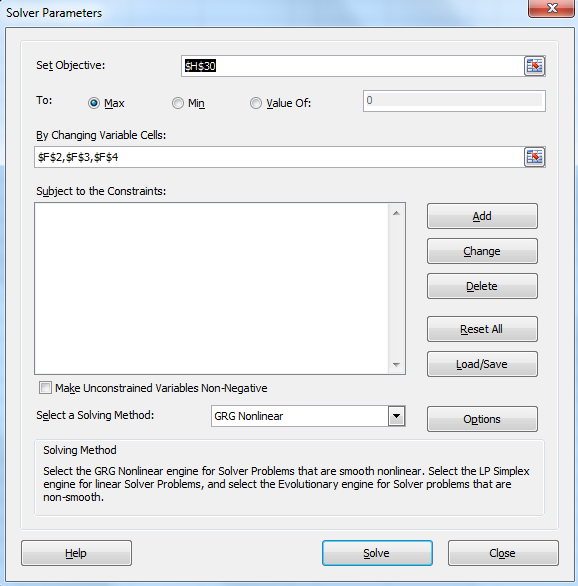 Solver Parameters
Set Objective:
$H$30
To:
Max
Min
Value Of:
0
By Changing Variable Cells:
$F$2,$F$3,$F$4
Subject to the Constraints:
Add
Change
Delete
Reset All
Load/Save
Make Unconstrained Variables Non-Negative
Select a Solving Method:
GRG Nonlinear
Options
Solving Method
Select the GRG Nonlinear engine for Solver Problems that are smooth nonlinear. Select the LP Simplex
engine for linear Solver Problems, and select the Evolutionary engine for Solver problems that are
non-smooth.
Help
Solve
Close